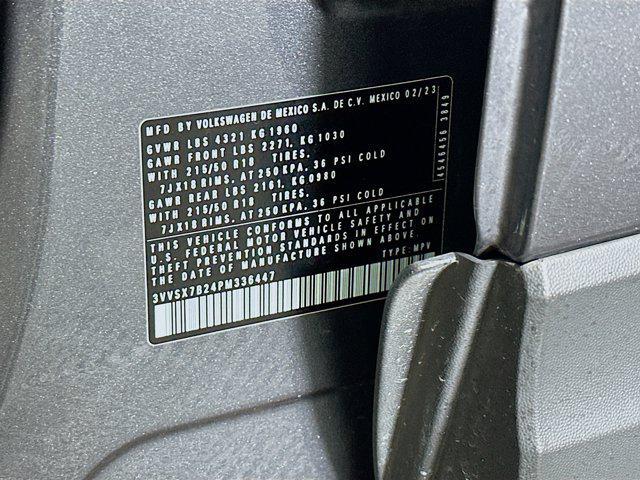 MFD BY VOLKSWAGEN DE MEXICO S.A. DE C.V. MEXICO 02/23
GVWR LBS 4321 KG 1960
GAWR FRONT LBS 2271, KG 1030
WITH 215/50 R18 TIRES,
7JX18 RIMS, AT 250 KPA, 36 PSI COLD
GAWR REAR LBS 2161, KG0980
WITH 215/50 R18 TIRES,
7JX18 RIMS, AT 250 KPA, 36 PSI COLD
THIS VEHICLE CONFORMS TO ALL APPLICABLE
U.S. FEDERAL MOTOR VEHICLE SAFETY AND
THEFT PREVENTION STANDARDS IN EFFECT ON
THE DATE OF MANUFACTURE SHOWN ABOVE.
3VVSX7B24PM336447 TYPE: MPV
4546456 3849